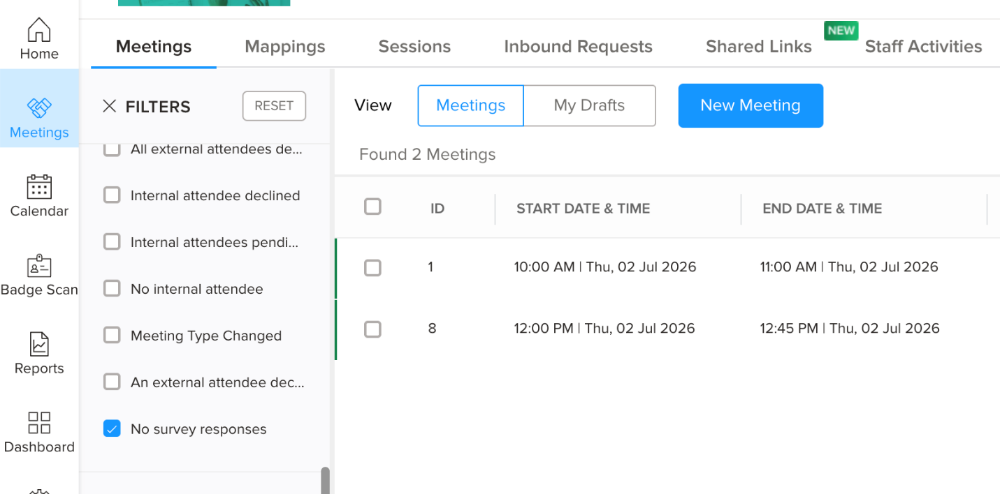 Home
Meetings
Calendar
Badge Scan
Reports
Dashboard
Meetings
Mappings
Sessions
Inbound Requests
Shared Links
NEW
Staff Activities
FILTERS
RESET
All external attendees de...
Internal attendee declined
Internal attendees pendi...
No internal attendee
Meeting Type Changed
An external attendee dec...
No survey responses
View
Meetings
My Drafts
New Meeting
Found 2 Meetings
ID START DATE & TIME END DATE & TIME
1 10:00 AM | Thu, 02 Jul 2026 11:00 AM | Thu, 02 Jul 2026
8 12:00 PM | Thu, 02 Jul 2026 12:45 PM | Thu, 02 Jul 2026